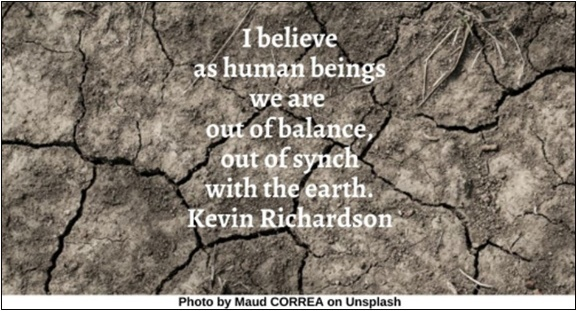 I believe
as human beings
we are
out of balance,
out of synch
with the earth.
Kevin Richardson
Photo by Maud CORREA on Unsplash